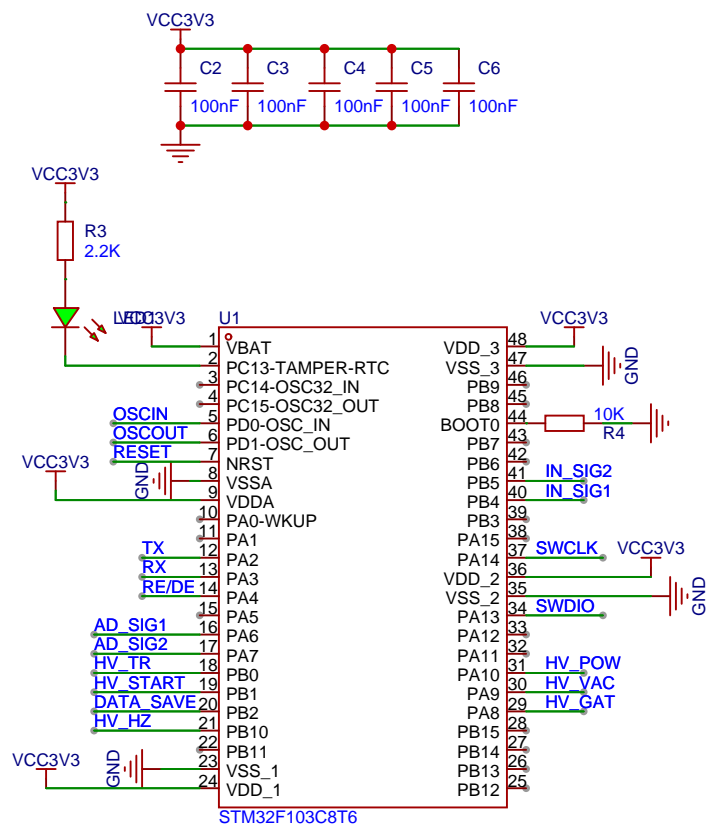 VCC3V3
C2 C3 C4 C5 C6
100nF 100nF 100nF 100nF 100nF
VCC3V3
R3
2.2K
LED1
VCC3V3
U1
VCC3V3
1 VBAT VDD_3 48
2 PC13-TAMPER-RTC VSS_3 47
GND
3 PC14-OSC32_IN PB9 46
4 PC15-OSC32_OUT PB8 45
OSCIN 5 PD0-OSC_IN BOOT0 44 10K
R4
GND
OSCOUT 6 PD1-OSC_OUT PB7 43
RESET 7 NRST PB6 42
VCC3V3
GND
8 VSSA PB5 41 IN_SIG2
9 VDDA PB4 40 IN_SIG1
10 PA0-WKUP PB3 39
11 PA1 PA15 38
TX 12 PA2 PA14 37 SWCLK
VCC3V3
RX 13 PA3 VDD_2 36
RE/DE 14 PA4 VSS_2 35
GND
15 PA5 PA13 34 SWDIO
AD_SIG1 16 PA6 PA12 33
AD_SIG2 17 PA7 PA11 32
HV_TR 18 PB0 PA10 31 HV_POW
HV_START 19 PB1 PA9 30 HV_VAC
DATA_SAVE 20 PB2 PA8 29 HV_GAT
HV_HZ 21 PB10 PB15 28
22 PB11 PB14 27
VCC3V3
GND
23 VSS_1 PB13 26
24 VDD_1 PB12 25
STM32F103C8T6